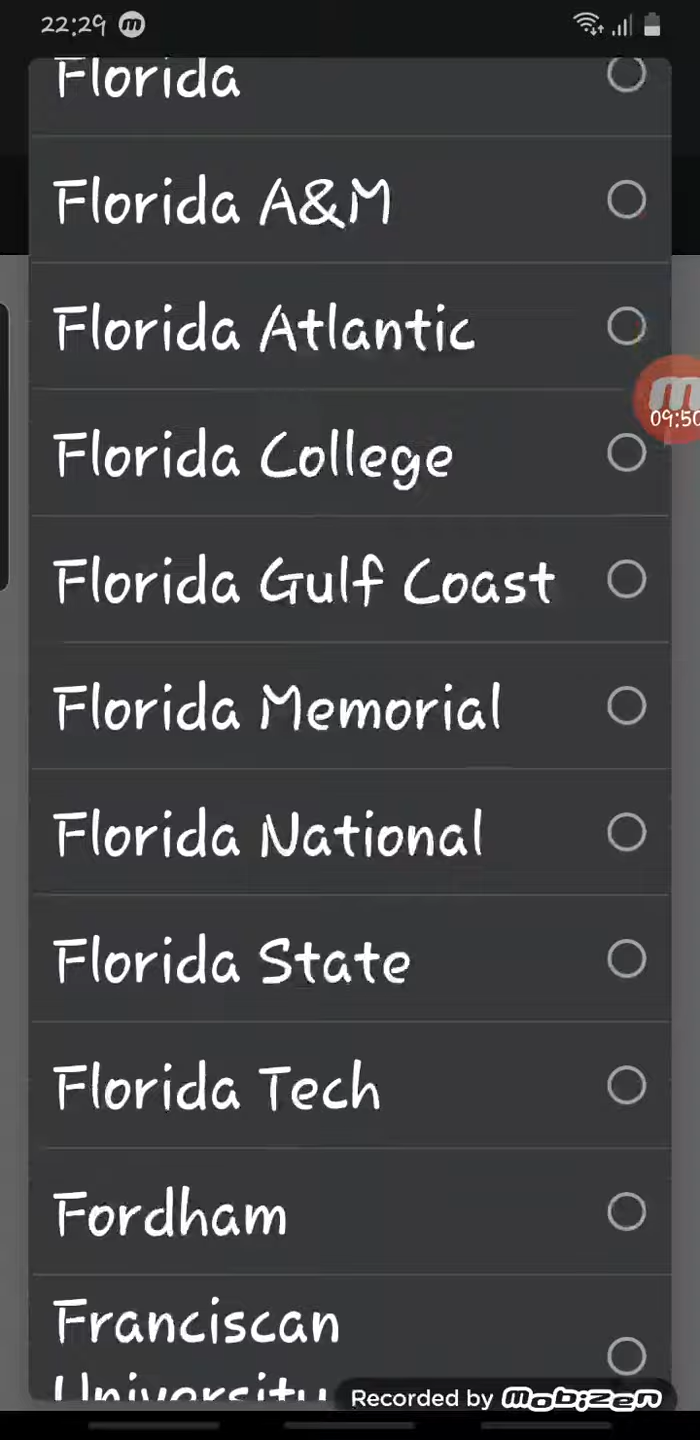 22:29 m
Florida
Florida A&M
Florida Atlantic
m
09:50
Florida College
Florida Gulf Coast
Florida Memorial
Florida National
Florida State
Florida Tech
Fordham
Franciscan
University
Recorded by mobizen